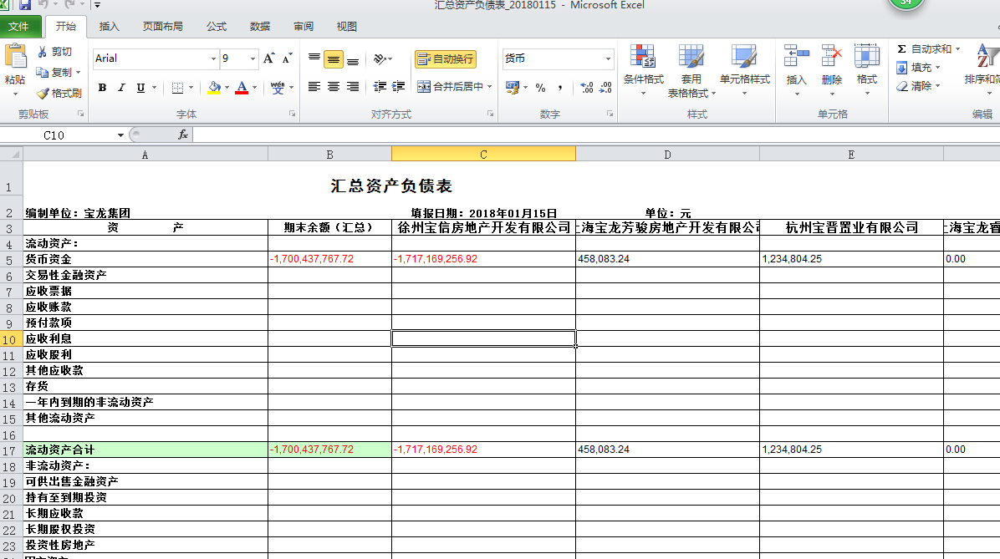 汇总资产负债表_20180115 - Microsoft Excel
文件 开始 插入 页面布局 公式 数据 审阅 视图
粘贴 剪切 复制 格式刷
Arial 9
B I U 自动换行 合并后居中
货币
条件格式 套用 表格格式 单元格样式
插入 删除 格式
Σ 自动求和 填充 清除
剪贴板 字体 对齐方式 数字 样式 单元格 编辑
C10 fx
A B C D E
1 汇总资产负债表
2 编制单位：宝龙集团 填报日期：2018年01月15日 单位：元
3 资 产 期末余额（汇总） 徐州宝信房地产开发有限公司 上海宝龙芳骏房地产开发有限公司 杭州宝晋置业有限公司 上海宝龙睿
4 流动资产：
5 货币资金 -1,700,437,767.72 -1,717,169,256.92 458,083.24 1,234,804.25 0.00
6 交易性金融资产
7 应收票据
8 应收账款
9 预付款项
10 应收利息
11 应收股利
12 其他应收款
13 存货
14 一年内到期的非流动资产
15 其他流动资产
16
17 流动资产合计 -1,700,437,767.72 -1,717,169,256.92 458,083.24 1,234,804.25 0.00
18 非流动资产：
19 可供出售金融资产
20 持有至到期投资
21 长期应收款
22 长期股权投资
23 投资性房地产